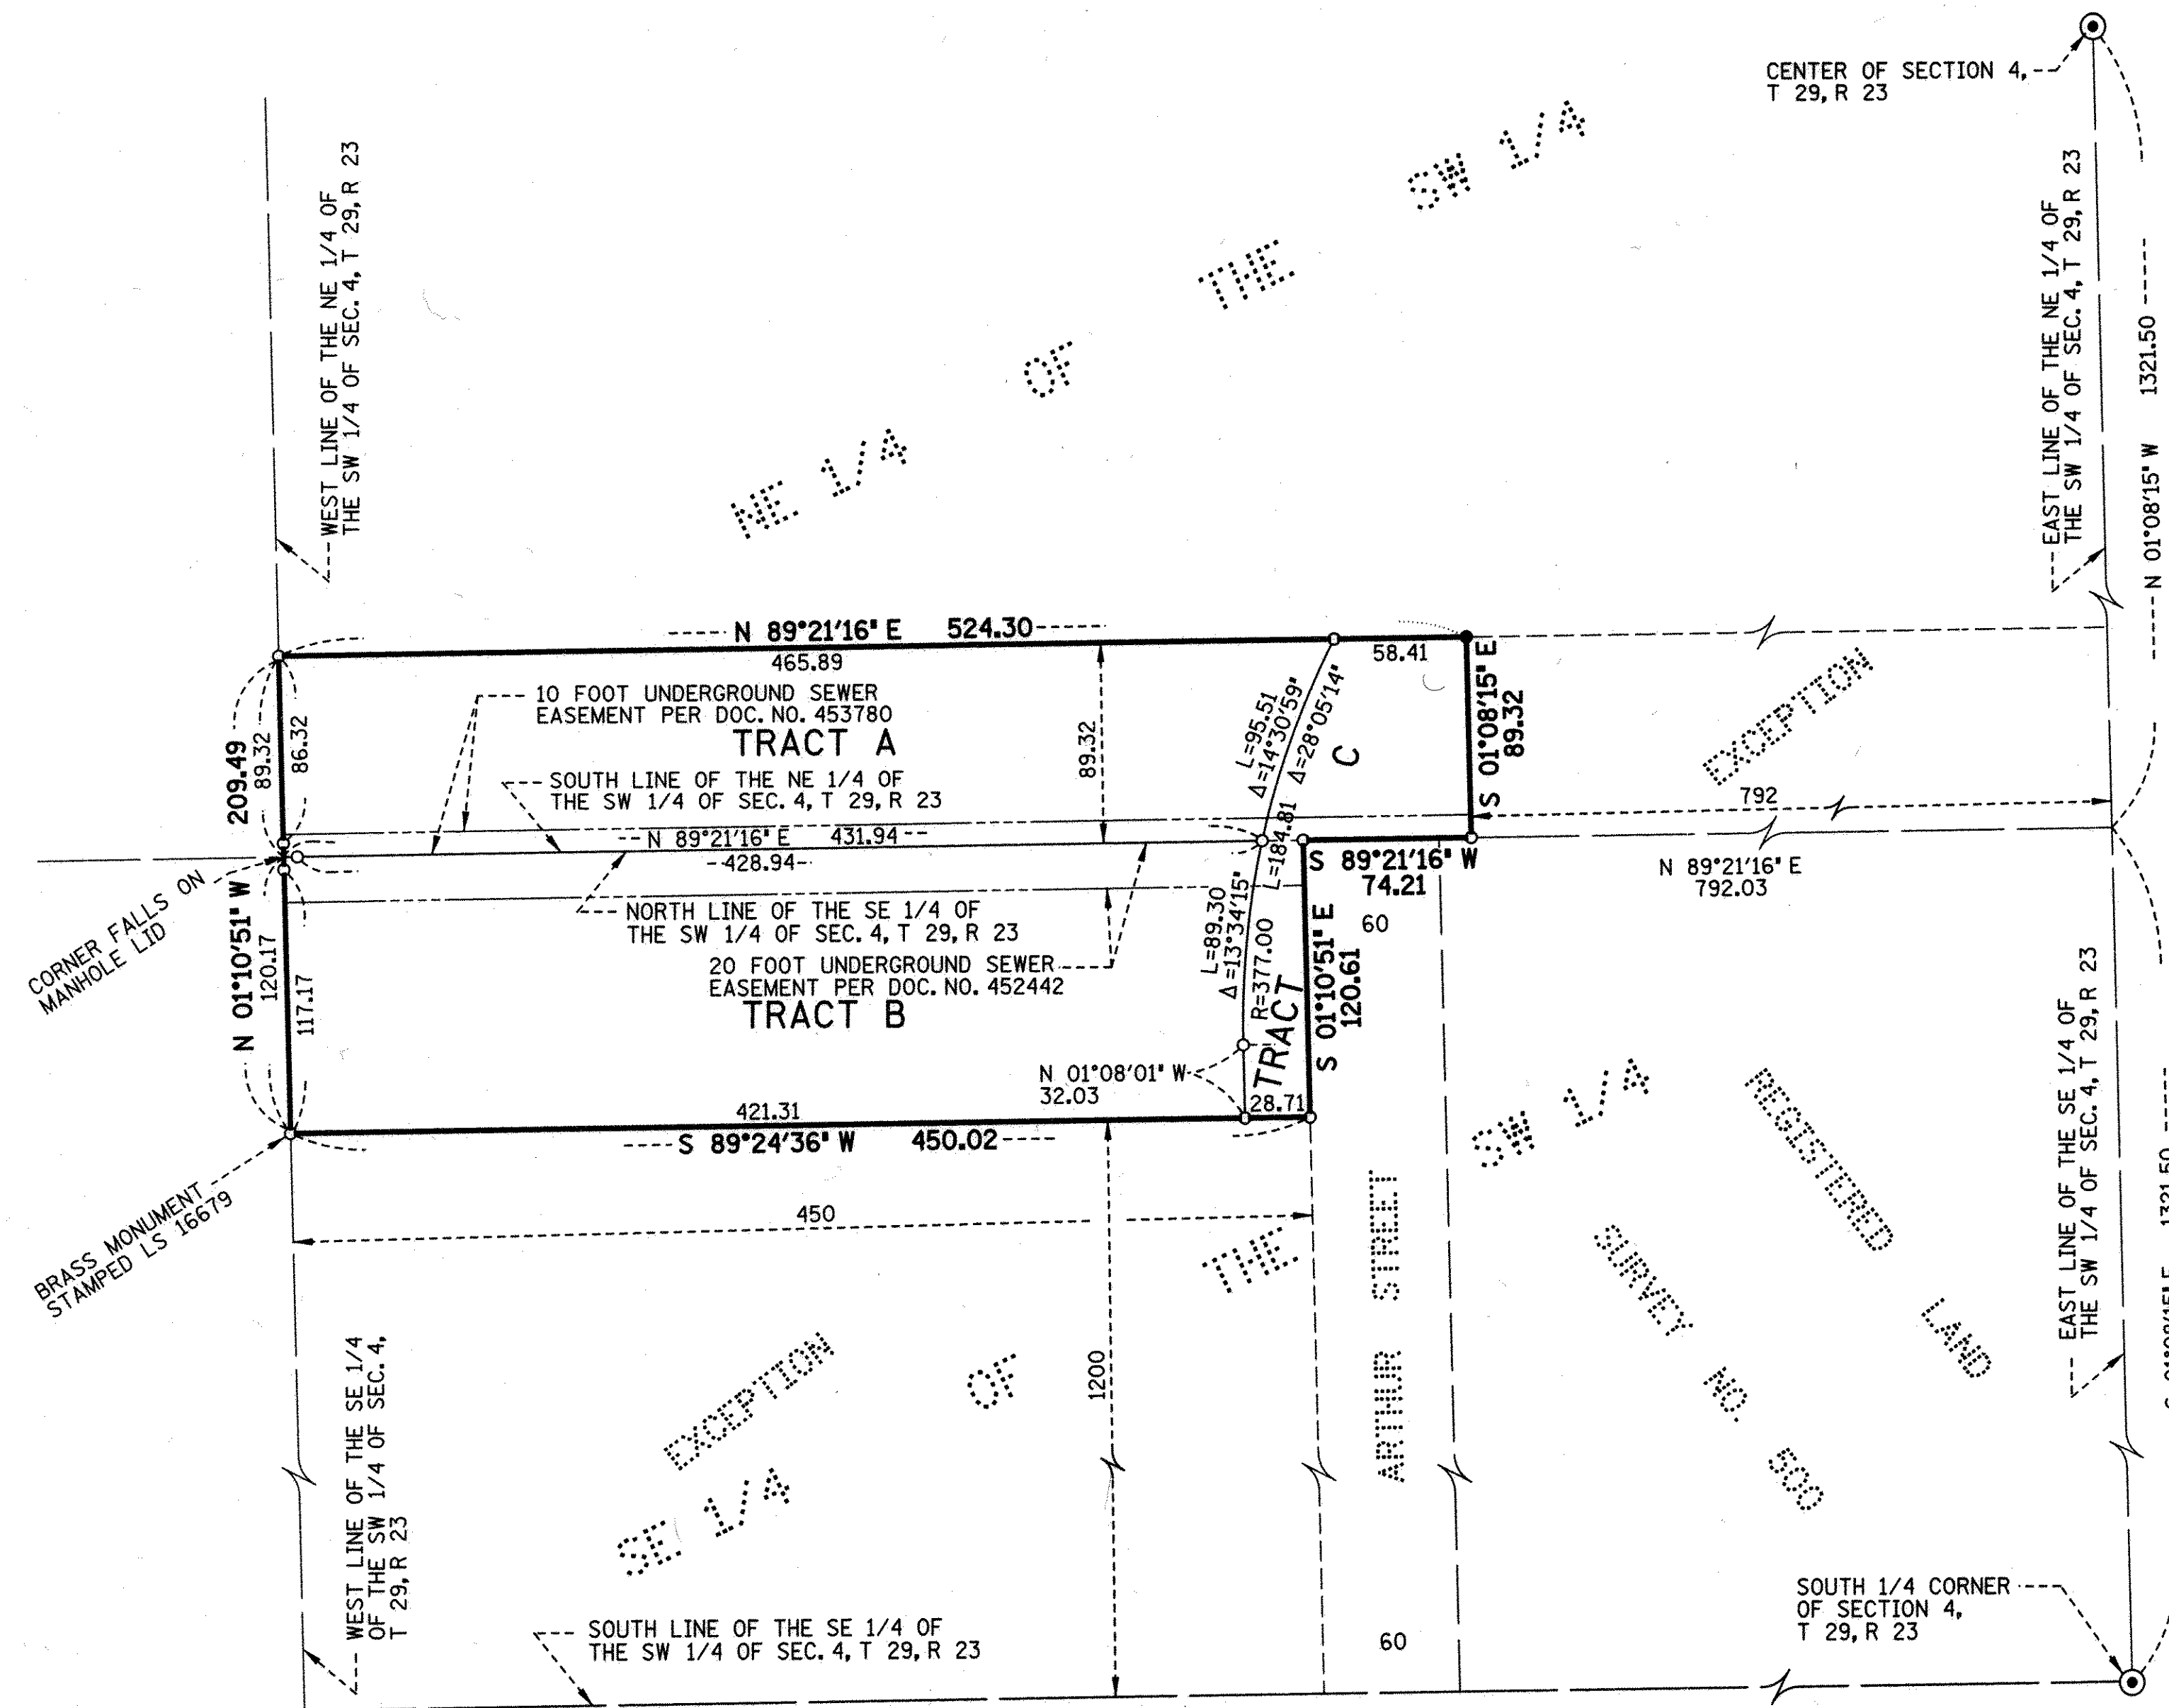 CENTER OF SECTION 4,
T 29, R 23
WEST LINE OF THE NE 1/4 OF
THE SW 1/4 OF SEC. 4, T 29, R 23
NE 1/4 OF THE SW 1/4
EAST LINE OF THE NE 1/4 OF
THE SW 1/4 OF SEC. 4, T 29, R 23
N 01°08'15" W 1321.50
N 89°21'16" E 524.30
465.89
58.41
10 FOOT UNDERGROUND SEWER
EASEMENT PER DOC. NO. 453780
TRACT A
SOUTH LINE OF THE NE 1/4 OF
THE SW 1/4 OF SEC. 4, T 29, R 23
209.49
89.32
86.32
89.32
L=95.51
Δ=14°30'59"
Δ=28°05'14"
L=184.81
S 01°08'15" E
89.32
EXCEPTION
792
N 89°21'16" E 431.94
428.94
S 89°21'16" W
74.21
60
N 89°21'16" E
792.03
CORNER FALLS ON
MANHOLE LID
N 01°10'51" W
120.17
117.17
NORTH LINE OF THE SE 1/4 OF
THE SW 1/4 OF SEC. 4, T 29, R 23
20 FOOT UNDERGROUND SEWER
EASEMENT PER DOC. NO. 452442
TRACT B
L=89.30
Δ=13°34'15"
R=377.00
TRACT C
S 01°10'51" E
120.61
N 01°08'01" W
32.03
421.31
28.71
S 89°24'36" W 450.02
BRASS MONUMENT
STAMPED LS 16679
450
1200
EXCEPTION
SE 1/4 OF THE SW 1/4
ARTHUR STREET
60
REGISTERED LAND
SURVEY NO. 500
EAST LINE OF THE SE 1/4 OF
THE SW 1/4 OF SEC. 4, T 29, R 23
1321.50
WEST LINE OF THE SE 1/4
OF THE SW 1/4 OF SEC. 4,
T 29, R 23
SOUTH LINE OF THE SE 1/4 OF
THE SW 1/4 OF SEC. 4, T 29, R 23
SOUTH 1/4 CORNER
OF SECTION 4,
T 29, R 23